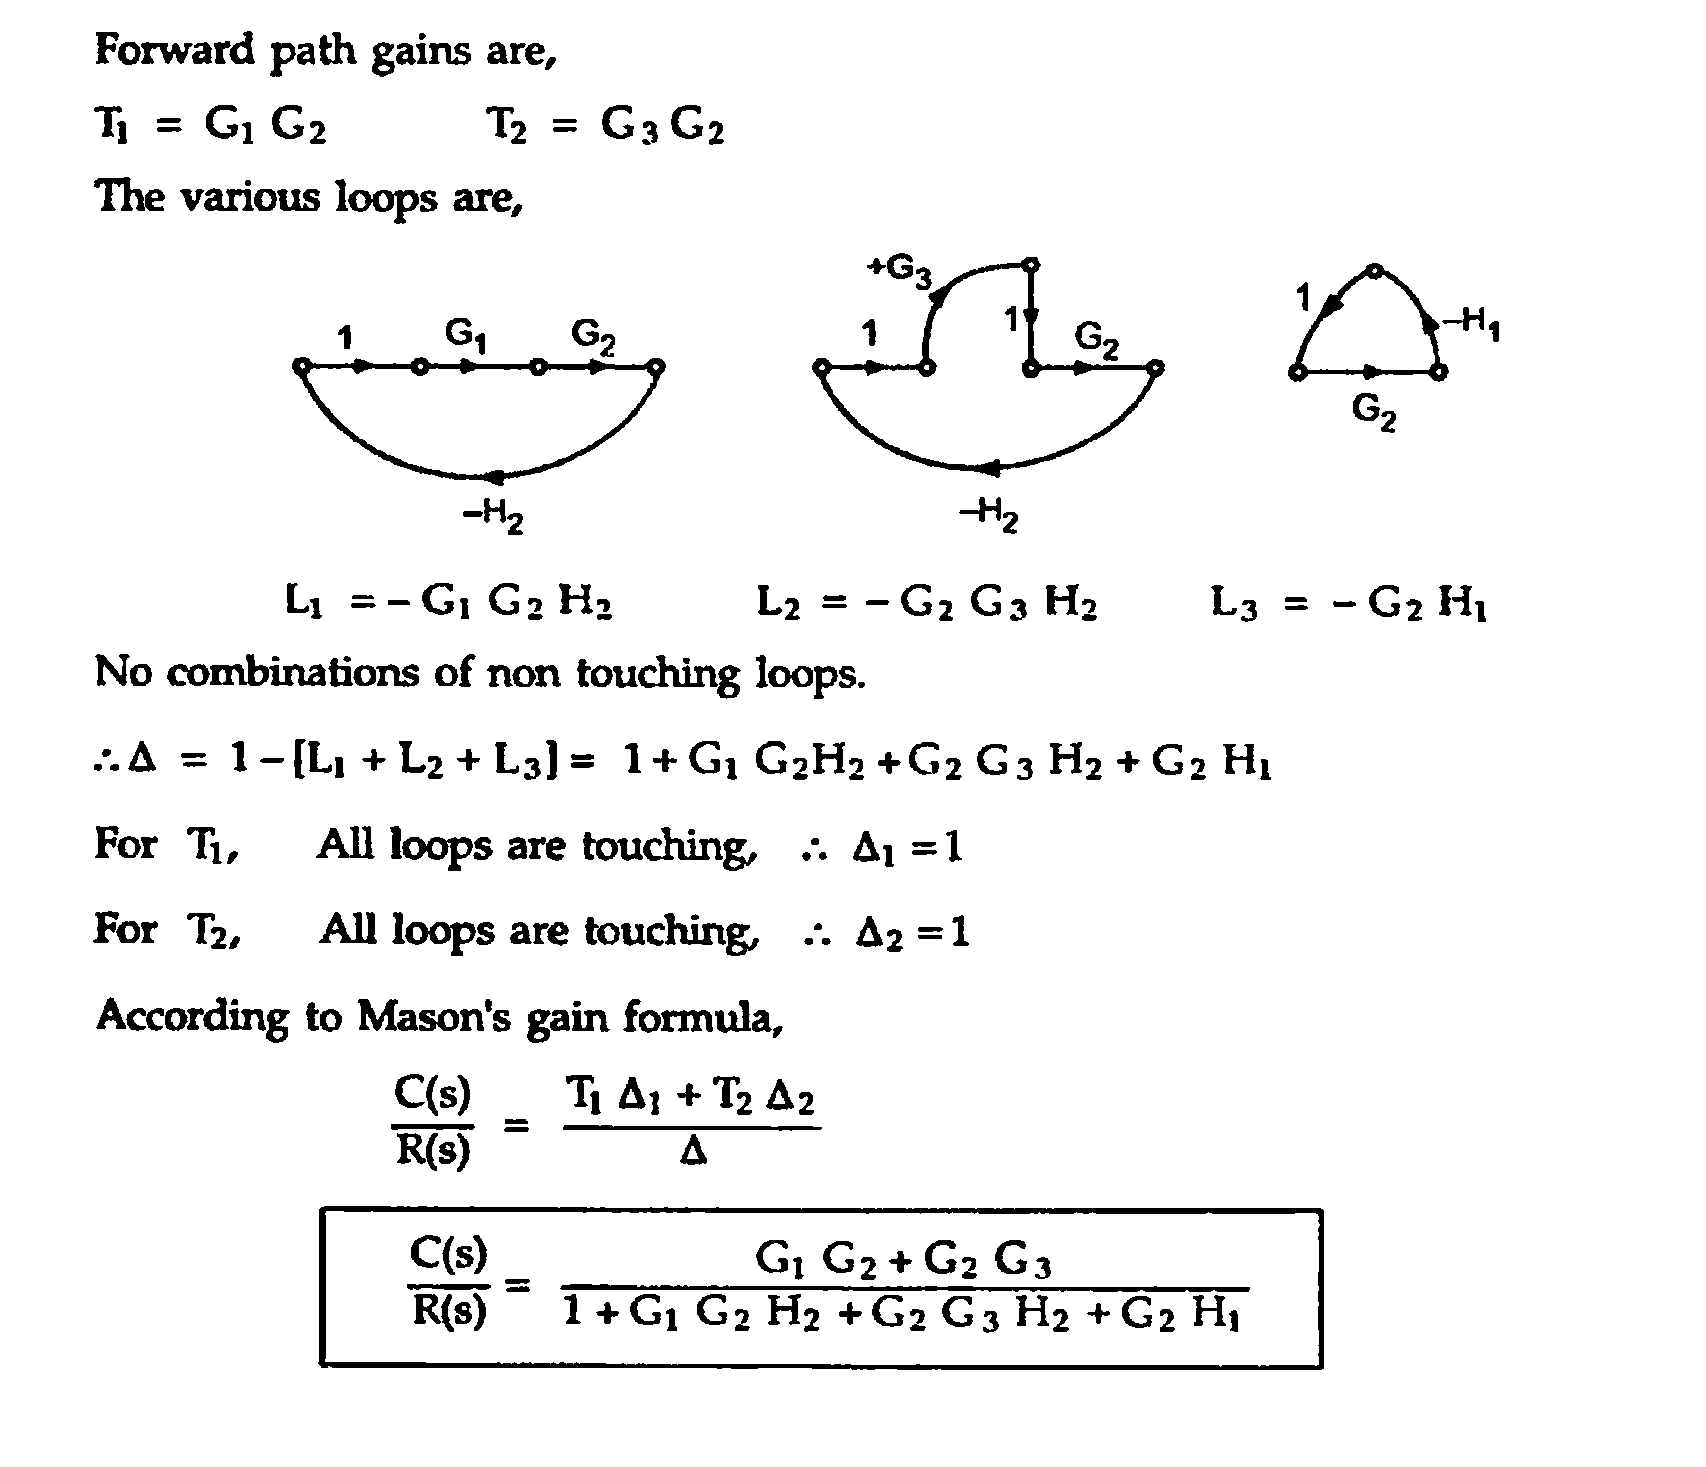 Forward path gains are,
T₁ = G₁ G₂ T₂ = G₃ G₂
The various loops are,
1 G₁ G₂ –H₂
+G₃ 1 1 G₂ –H₂
1 –H₁ G₂
L₁ = – G₁ G₂ H₂ L₂ = – G₂ G₃ H₂ L₃ = – G₂ H₁
No combinations of non touching loops.
∴ Δ = 1 – [L₁ + L₂ + L₃] = 1 + G₁ G₂H₂ + G₂ G₃ H₂ + G₂ H₁
For T₁, All loops are touching, ∴ Δ₁ = 1
For T₂, All loops are touching, ∴ Δ₂ = 1
According to Mason's gain formula,
C(s)/R(s) = T₁ Δ₁ + T₂ Δ₂ / Δ
C(s)/R(s) = G₁ G₂ + G₂ G₃ / 1 + G₁ G₂ H₂ + G₂ G₃ H₂ + G₂ H₁